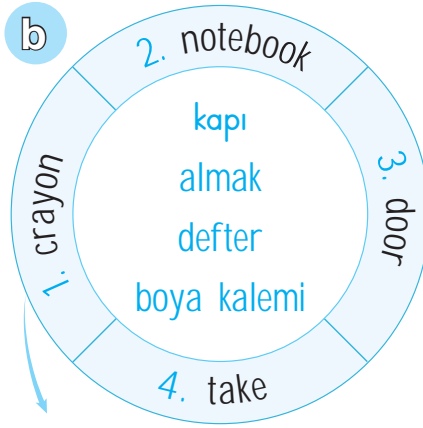 b
1. crayon
2. notebook
3. door
4. take
kapı
almak
defter
boya kalemi